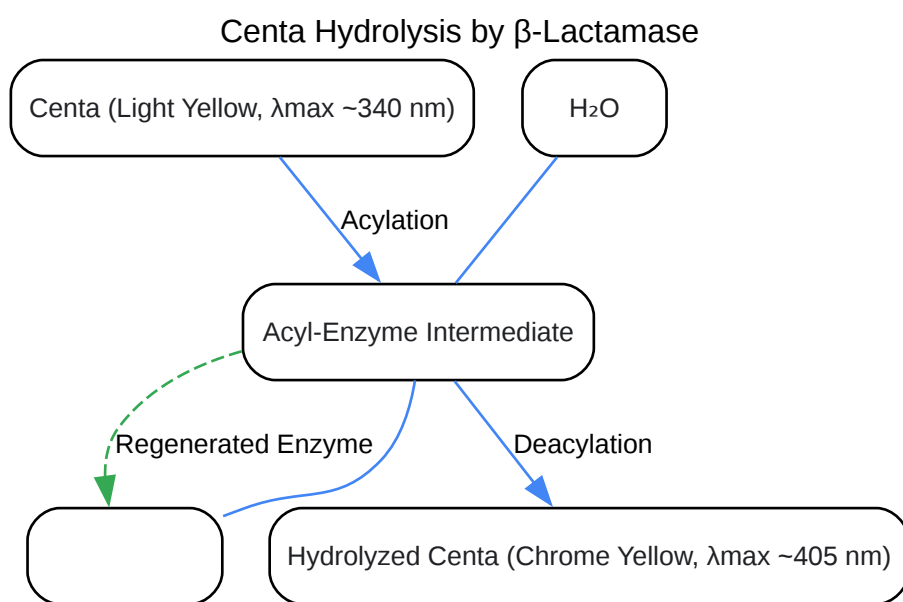 Centa Hydrolysis by β-Lactamase
Centa (Light Yellow, λmax ~340 nm)
H₂O
Acylation
Acyl-Enzyme Intermediate
Regenerated Enzyme
Deacylation
Hydrolyzed Centa (Chrome Yellow, λmax ~405 nm)